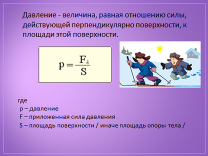 Давление - величина, равная отношению силы,
действующей перпендикулярно поверхности, к
площади этой поверхности.
p = F₁ / S
где
p – давление
F – приложенная сила давления
S – площадь поверхности / иначе площадь опоры тела /